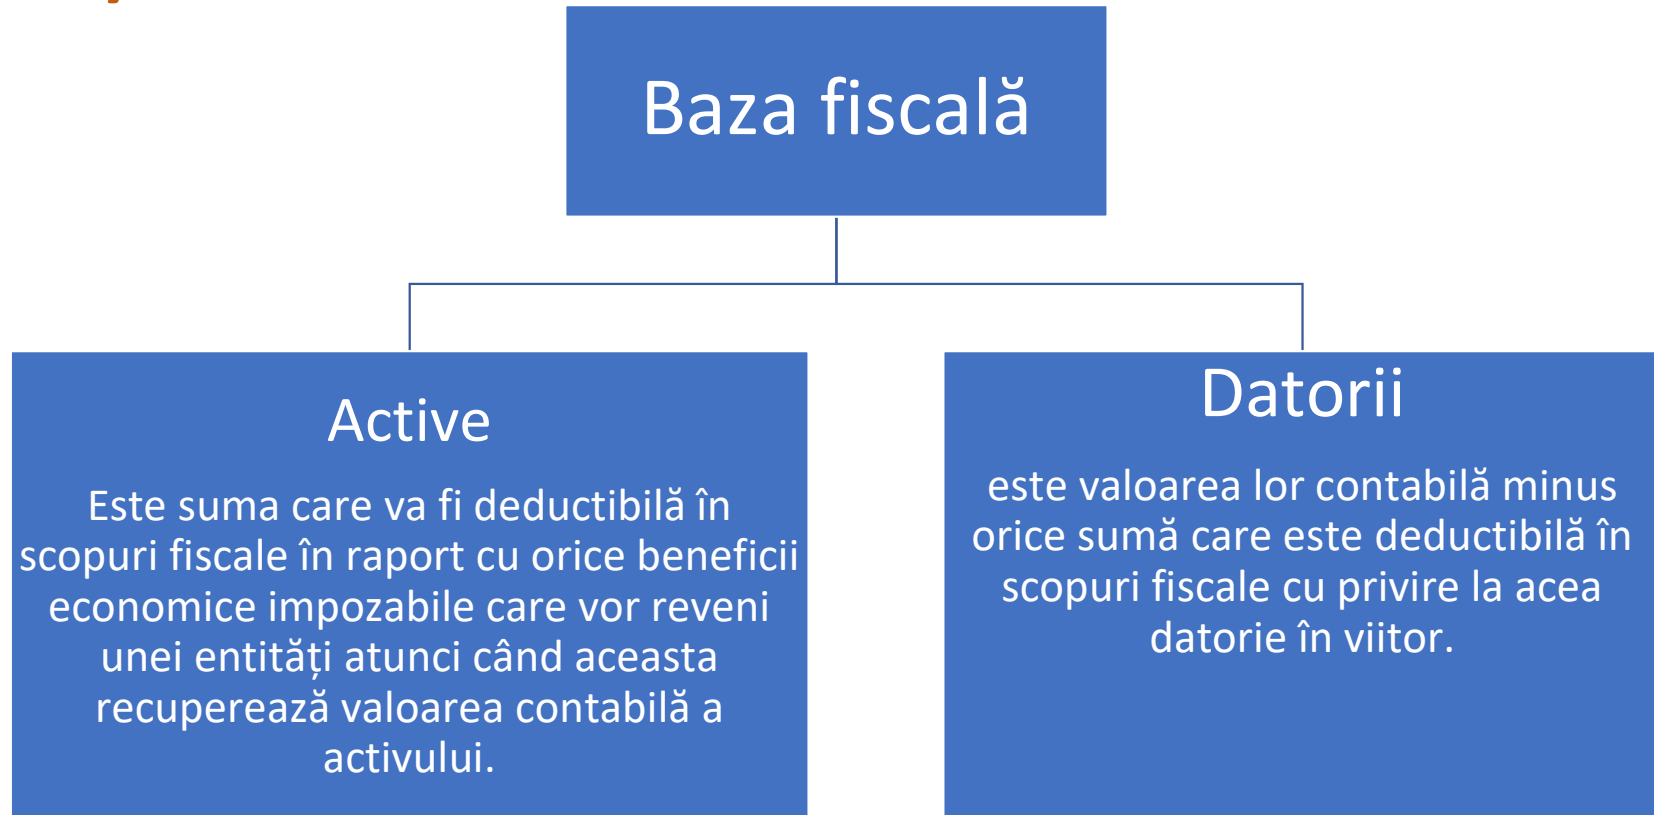 Baza fiscală
Active
Este suma care va fi deductibilă în
scopuri fiscale în raport cu orice beneficii
economice impozabile care vor reveni
unei entități atunci când aceasta
recuperează valoarea contabilă a
activului.
Datorii
este valoarea lor contabilă minus
orice sumă care este deductibilă în
scopuri fiscale cu privire la acea
datorie în viitor.